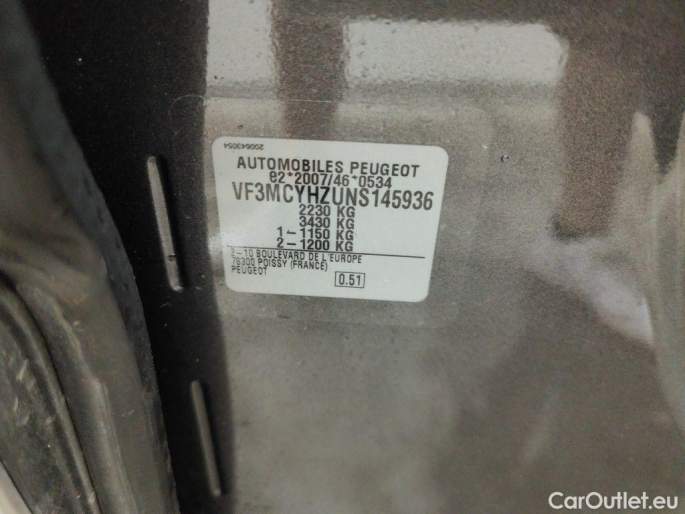 200643054
AUTOMOBILES PEUGEOT
e2*2007/46*0534
VF3MCYHZUNS145936
2230 KG
3430 KG
1-1150 KG
2-1200 KG
2-10 BOULEVARD DE L'EUROPE
78300 POISSY (FRANCE)
PEUGEOT
0.51
CarOutlet.eu